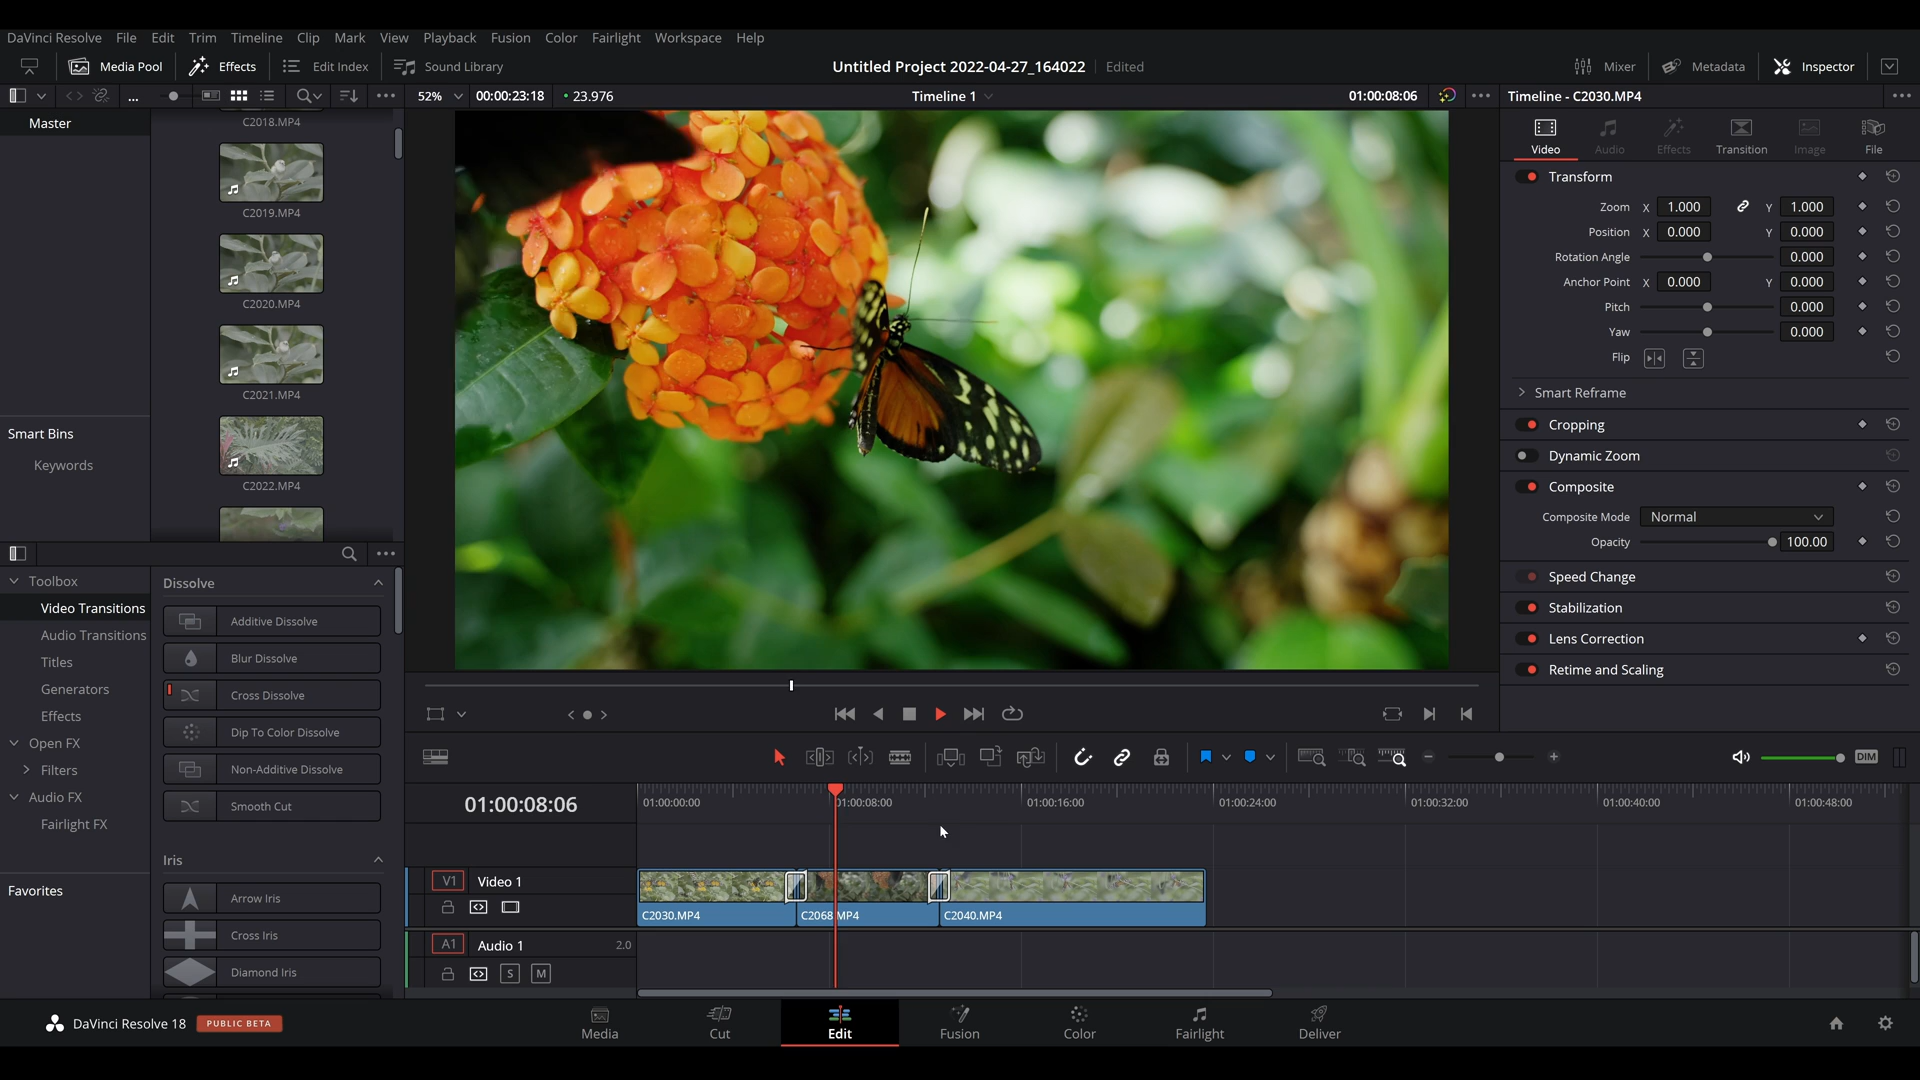 DaVinci Resolve File Edit Trim Timeline Clip Mark View Playback Fusion Color Fairlight Workspace Help
Media Pool Effects Edit Index Sound Library Untitled Project 2022-04-27_164022 Edited Mixer Metadata Inspector
52% 00:00:23:18 23.976 Timeline 1 01:00:08:06 Timeline - C2030.MP4
Master
C2018.MP4
C2019.MP4
C2020.MP4
C2021.MP4
C2022.MP4
Smart Bins
Keywords
Video Audio Effects Transition Image File
Transform
Zoom X 1.000 Y 1.000
Position X 0.000 Y 0.000
Rotation Angle 0.000
Anchor Point X 0.000 Y 0.000
Pitch 0.000
Yaw 0.000
Flip
Smart Reframe
Cropping
Dynamic Zoom
Composite
Composite Mode Normal
Opacity 100.00
Speed Change
Stabilization
Lens Correction
Retime and Scaling
Toolbox
Video Transitions
Audio Transitions
Titles
Generators
Effects
Open FX
Filters
Audio FX
Fairlight FX
Favorites
Dissolve
Additive Dissolve
Blur Dissolve
Cross Dissolve
Dip To Color Dissolve
Non-Additive Dissolve
Smooth Cut
Iris
Arrow Iris
Cross Iris
Diamond Iris
DIM
01:00:08:06 01:00:00:00 01:00:08:00 01:00:16:00 01:00:24:00 01:00:32:00 01:00:40:00 01:00:48:00
V1 Video 1
C2030.MP4 C2068.MP4 C2040.MP4
A1 Audio 1 2.0
S M
DaVinci Resolve 18 PUBLIC BETA
Media Cut Edit Fusion Color Fairlight Deliver